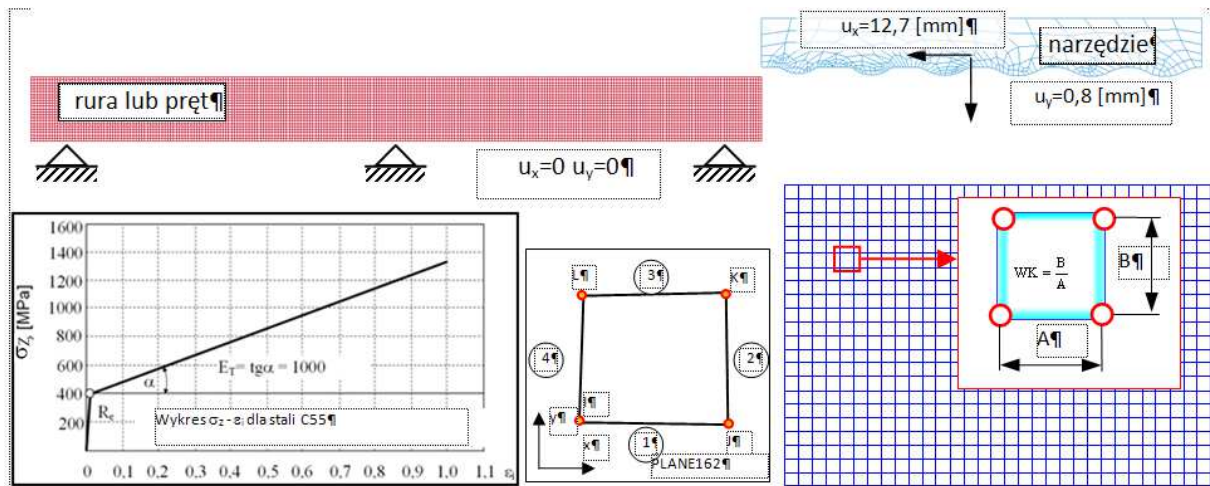 uₓ=12,7 [mm]¶
narzędzie
rura lub pręt¶
uᵧ=0,8 [mm]¶
uₓ=0 uᵧ=0¶
1600
1400
1200
1000
800
600
400
200
σZ, [MPa]
E_T= tgα = 1000
α
Rₑ
Wykres σz - εᵢ dla stali C55¶
0 0,1 0,2 0,3 0,4 0,5 0,6 0,7 0,8 0,9 1,0 1,1 εᵢ
L¶
3¶
K¶
4¶
2¶
I¶
y¶
x¶
1¶
J¶
PLANE162¶
WK = B/A
B¶
A¶